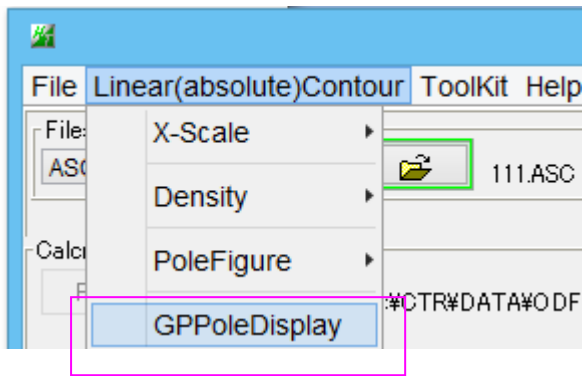 File Linear(absolute)Contour ToolKit Help
File
X-Scale
ASC
111.ASC
Density
Calc
PoleFigure
¥CTR¥DATA¥ODF
GPPoleDisplay